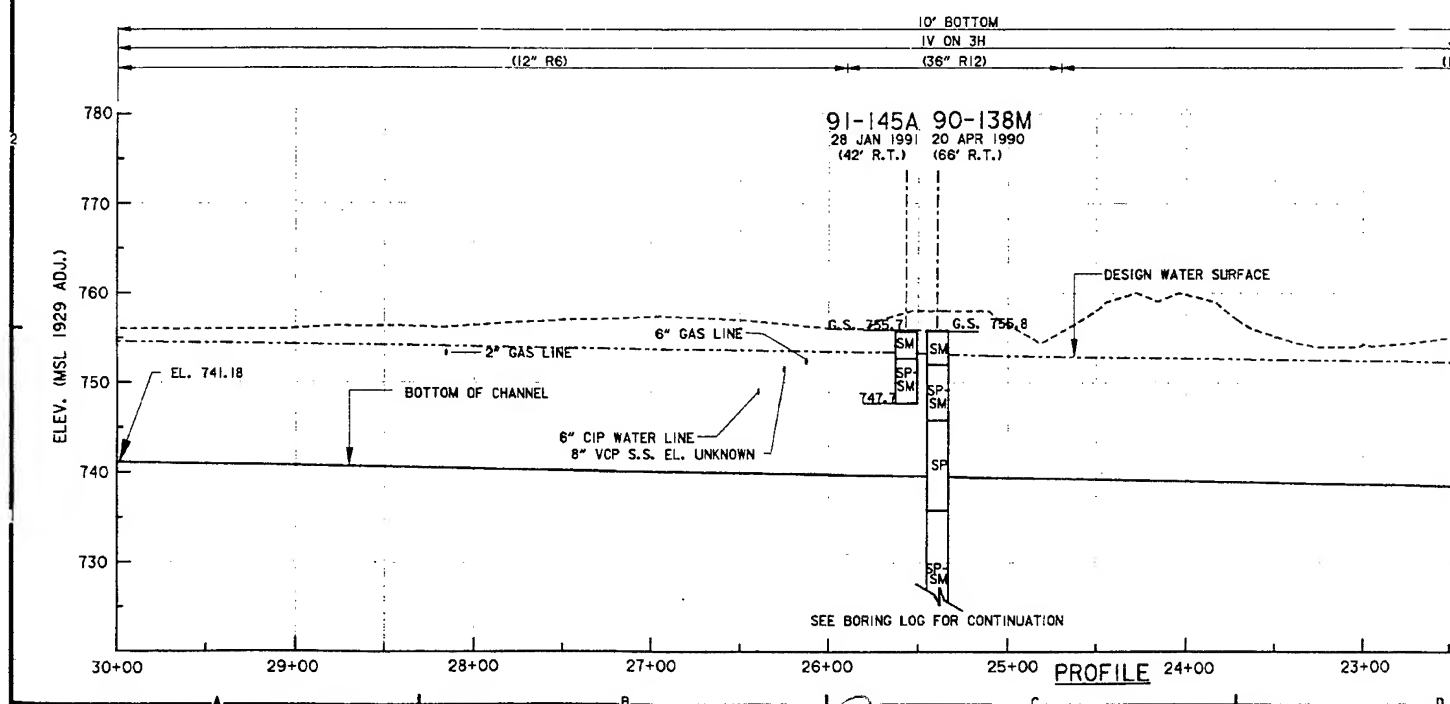 10' BOTTOM
1V ON 3H
(12" R6)
(36" R12)
780
770
760
750
740
730
ELEV. (MSL 1929 ADJ.)
91-145A 90-138M
28 JAN 1991 20 APR 1990
(42' R.T.) (66' R.T.)
DESIGN WATER SURFACE
G.S. 755.7
G.S. 755.8
6" GAS LINE
2" GAS LINE
SM
SM
SP-
SM
SP-
SM
747.7
EL. 741.18
BOTTOM OF CHANNEL
6" CIP WATER LINE
8" VCP S.S. EL. UNKNOWN
SP
SP-
SM
SEE BORING LOG FOR CONTINUATION
30+00 29+00 28+00 27+00 26+00 25+00 24+00 23+00
PROFILE
2
A B C D